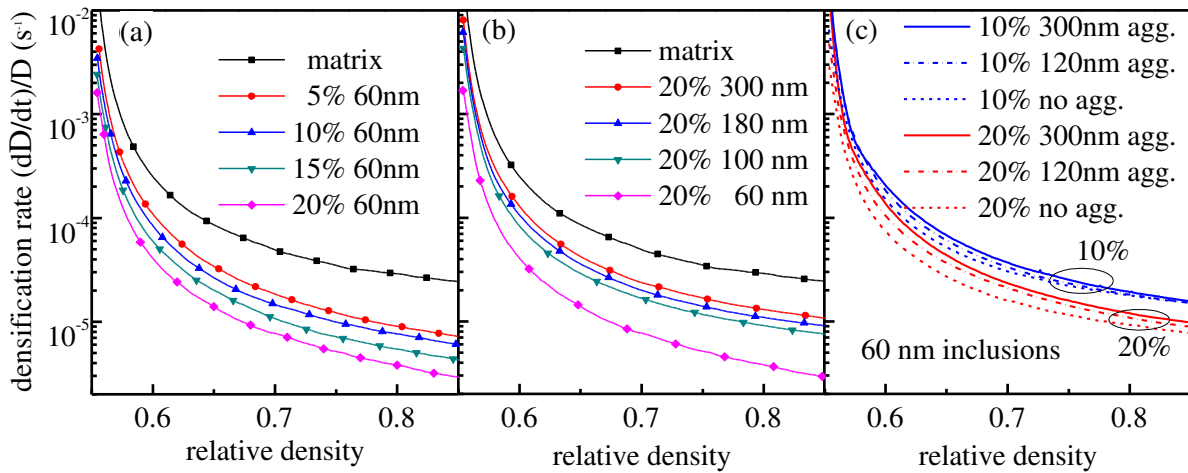 densification rate (dD/dt)/D (s-1)
10-2
10-3
10-4
10-5
(a)
matrix
5% 60nm
10% 60nm
15% 60nm
20% 60nm
0.6 0.7 0.8
relative density
(b)
matrix
20% 300 nm
20% 180 nm
20% 100 nm
20% 60 nm
0.6 0.7 0.8
relative density
(c)
10% 300nm agg.
10% 120nm agg.
10% no agg.
20% 300nm agg.
20% 120nm agg.
20% no agg.
10%
20%
60 nm inclusions
0.6 0.7 0.8
relative density